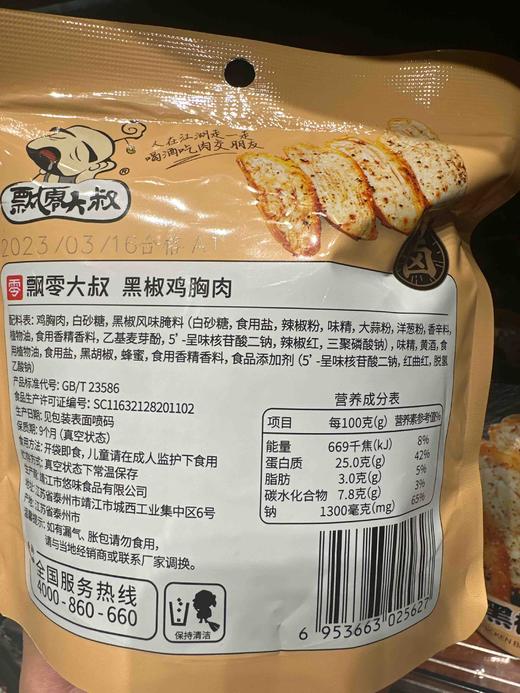 人在江湖走一走
喝酒吃肉交朋友
飘零大叔
®
2023/03/16合格 A1
卤
零 飘零大叔 黑椒鸡胸肉
配料表：鸡胸肉，白砂糖，黑椒风味腌料（白砂糖，食用盐，辣椒粉，味精，大蒜粉，洋葱粉，香辛料，
植物油，食用香精香料，乙基麦芽酚，5’-呈味核苷酸二钠，辣椒红，三聚磷酸钠），味精，黄酒，食
用植物油，食用盐，黑胡椒，蜂蜜，食用香精香料，食品添加剂（5’-呈味核苷酸二钠，红曲红，脱氢
乙酸钠）
产品标准代号：GB/T 23586
食品生产许可证编号：SC11632128201102
生产日期：见包装表面喷码
保质期：9个月（真空状态）
食用方法：开袋即食，儿童请在成人监护下食用
贮存方法：真空状态下常温保存
生产商：靖江市悠味食品有限公司
地址：江苏省泰州市靖江市城西工业集中区6号
产地：江苏省泰州市
温馨提示：如有漏气、胀包请勿食用，
请与当地经销商或联系厂家调换。
营养成分表
项目 每100克(g) 营养素参考值%
能量 669千焦(kJ) 8%
蛋白质 25.0克(g) 42%
脂肪 3.0克(g) 5%
碳水化合物 7.8克(g) 3%
钠 1300毫克(mg) 65%
全国服务热线
4000-860-660
保持清洁
6 953663 025627
黑椒